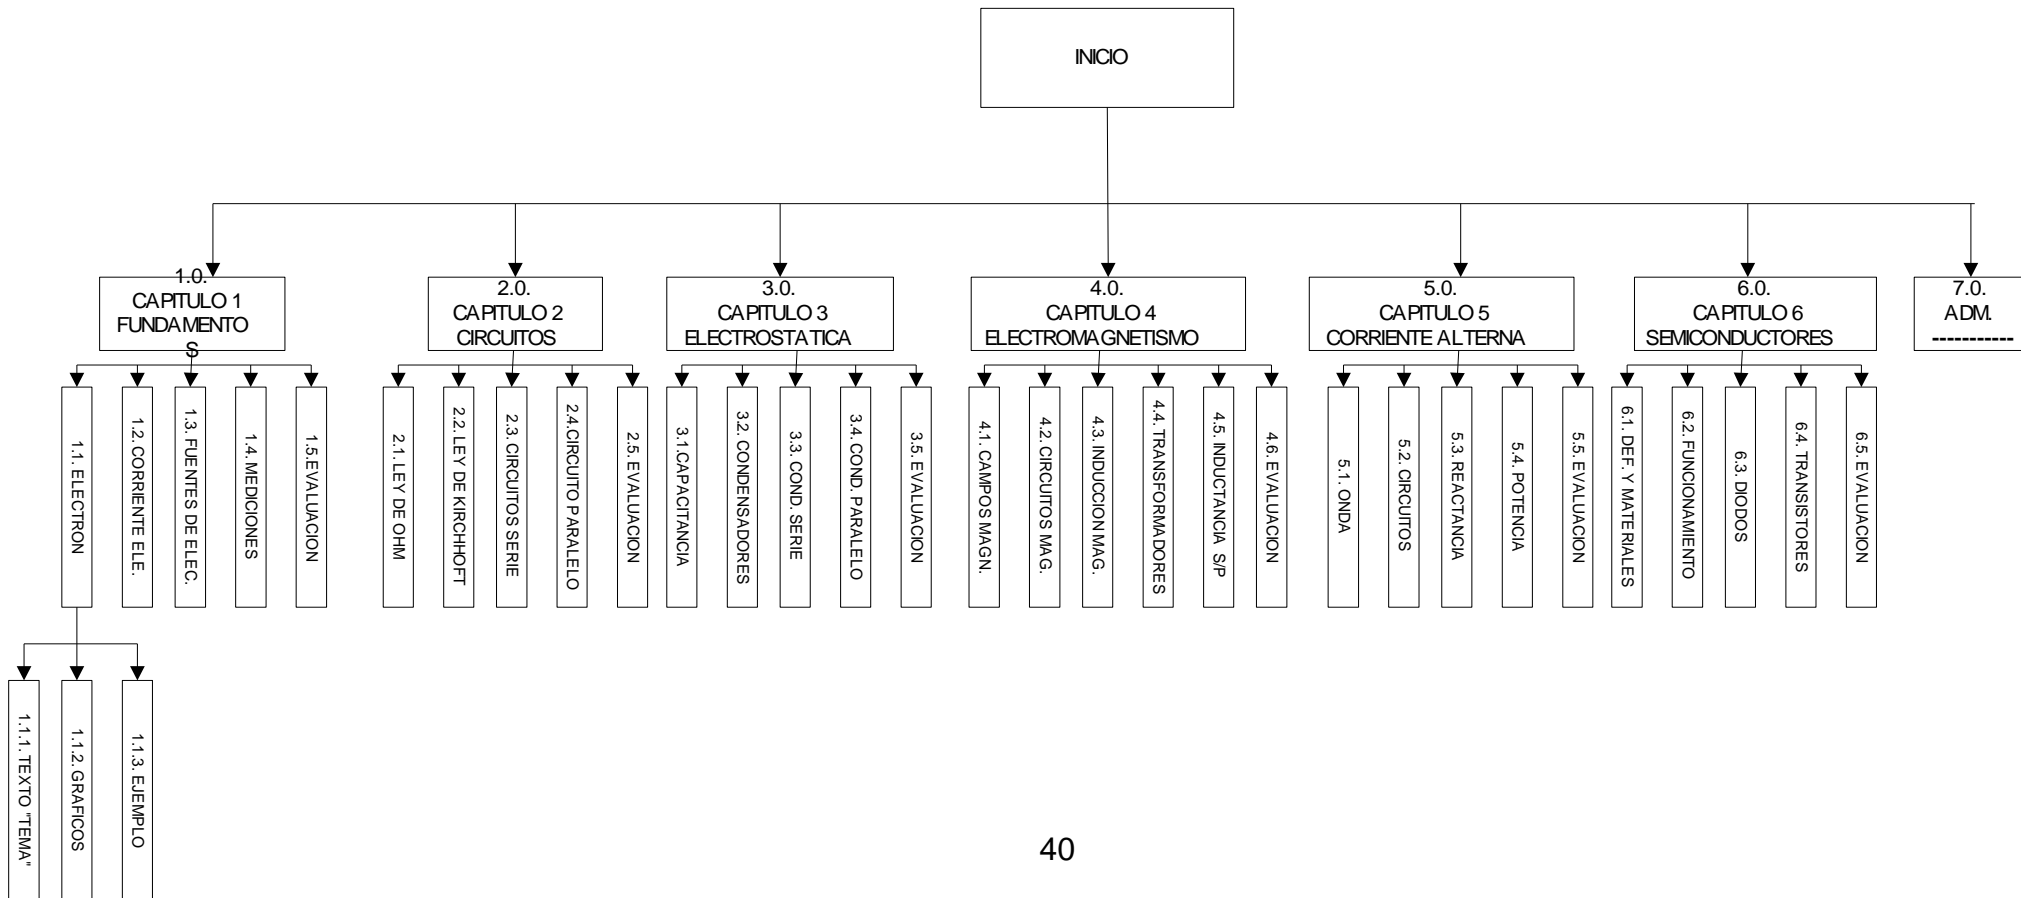 INICIO
1.0.
CAPITULO 1
FUNDAMENTO
S
2.0.
CAPITULO 2
CIRCUITOS
3.0.
CAPITULO 3
ELECTROSTATICA
4.0.
CAPITULO 4
ELECTROMAGNETISMO
5.0.
CAPITULO 5
CORRIENTE ALTERNA
6.0.
CAPITULO 6
SEMICONDUCTORES
7.0.
ADM.
-----------
1.1. ELECTRON
1.2. CORRIENTE ELE.
1.3. FUENTES DE ELEC.
1.4. MEDICIONES
1.5. EVALUACION
2.1. LEY DE OHM
2.2. LEY DE KIRCHHOFT
2.3. CIRCUITOS SERIE
2.4.CIRCUITO PARALELO
2.5. EVALUACION
3.1.CAPACITANCIA
3.2. CONDENSADORES
3.3. COND. SERIE
3.4. COND. PARALELO
3.5. EVALUACION
4.1. CAMPOS MAGN.
4.2. CIRCUITOS MAG.
4.3. INDUCCION MAG.
4.4. TRANSFORMADORES
4.5. INDUCTANCIA S/P
4.6. EVALUACION
5.1. ONDA
5.2. CIRCUITOS
5.3. REACTANCIA
5.4. POTENCIA
5.5. EVALUACION
6.1. DEF. Y MATERIALES
6.2. FUNCIONAMIENTO
6.3. DIODOS
6.4. TRANSISTORES
6.5. EVALUACION
1.1.1. TEXTO "TEMA"
1.1.2. GRAFICOS
1.1.3. EJEMPLO
40